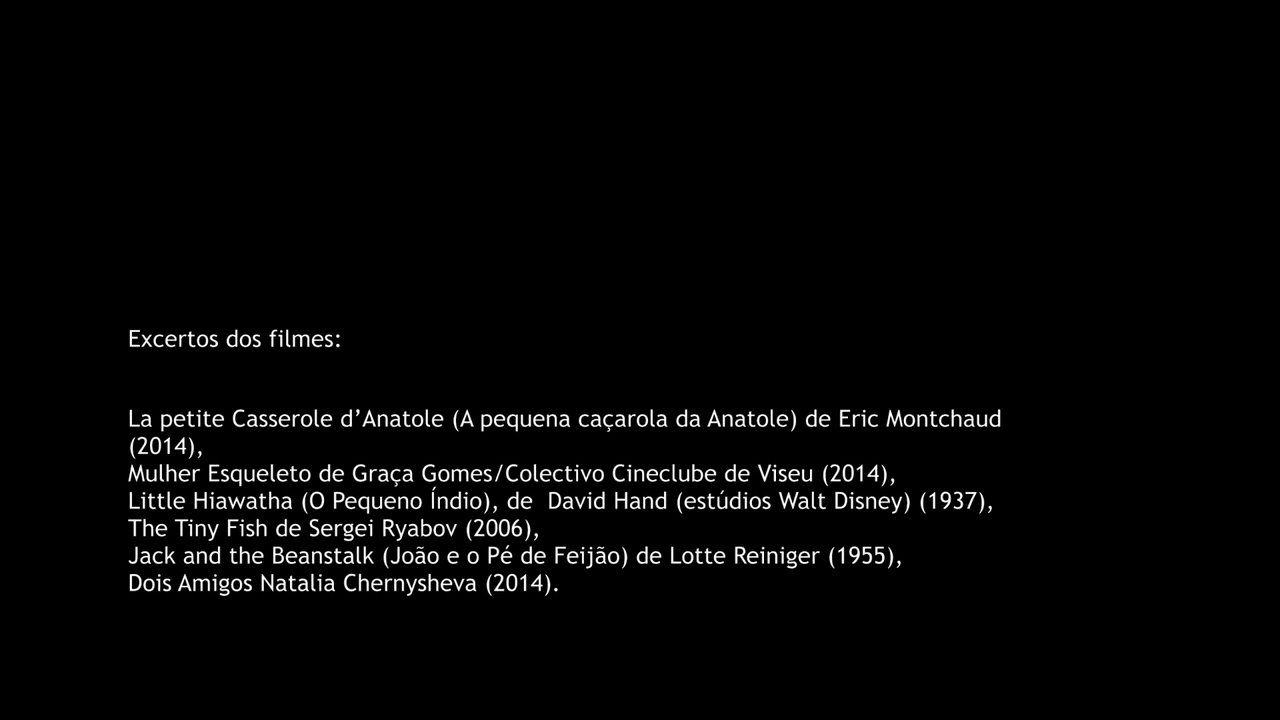 Excertos dos filmes:
La petite Casserole d’Anatole (A pequena caçarola da Anatole) de Eric Montchaud
(2014),
Mulher Esqueleto de Graça Gomes/Colectivo Cineclube de Viseu (2014),
Little Hiawatha (O Pequeno Índio), de  David Hand (estúdios Walt Disney) (1937),
The Tiny Fish de Sergei Ryabov (2006),
Jack and the Beanstalk (João e o Pé de Feijão) de Lotte Reiniger (1955),
Dois Amigos Natalia Chernysheva (2014).